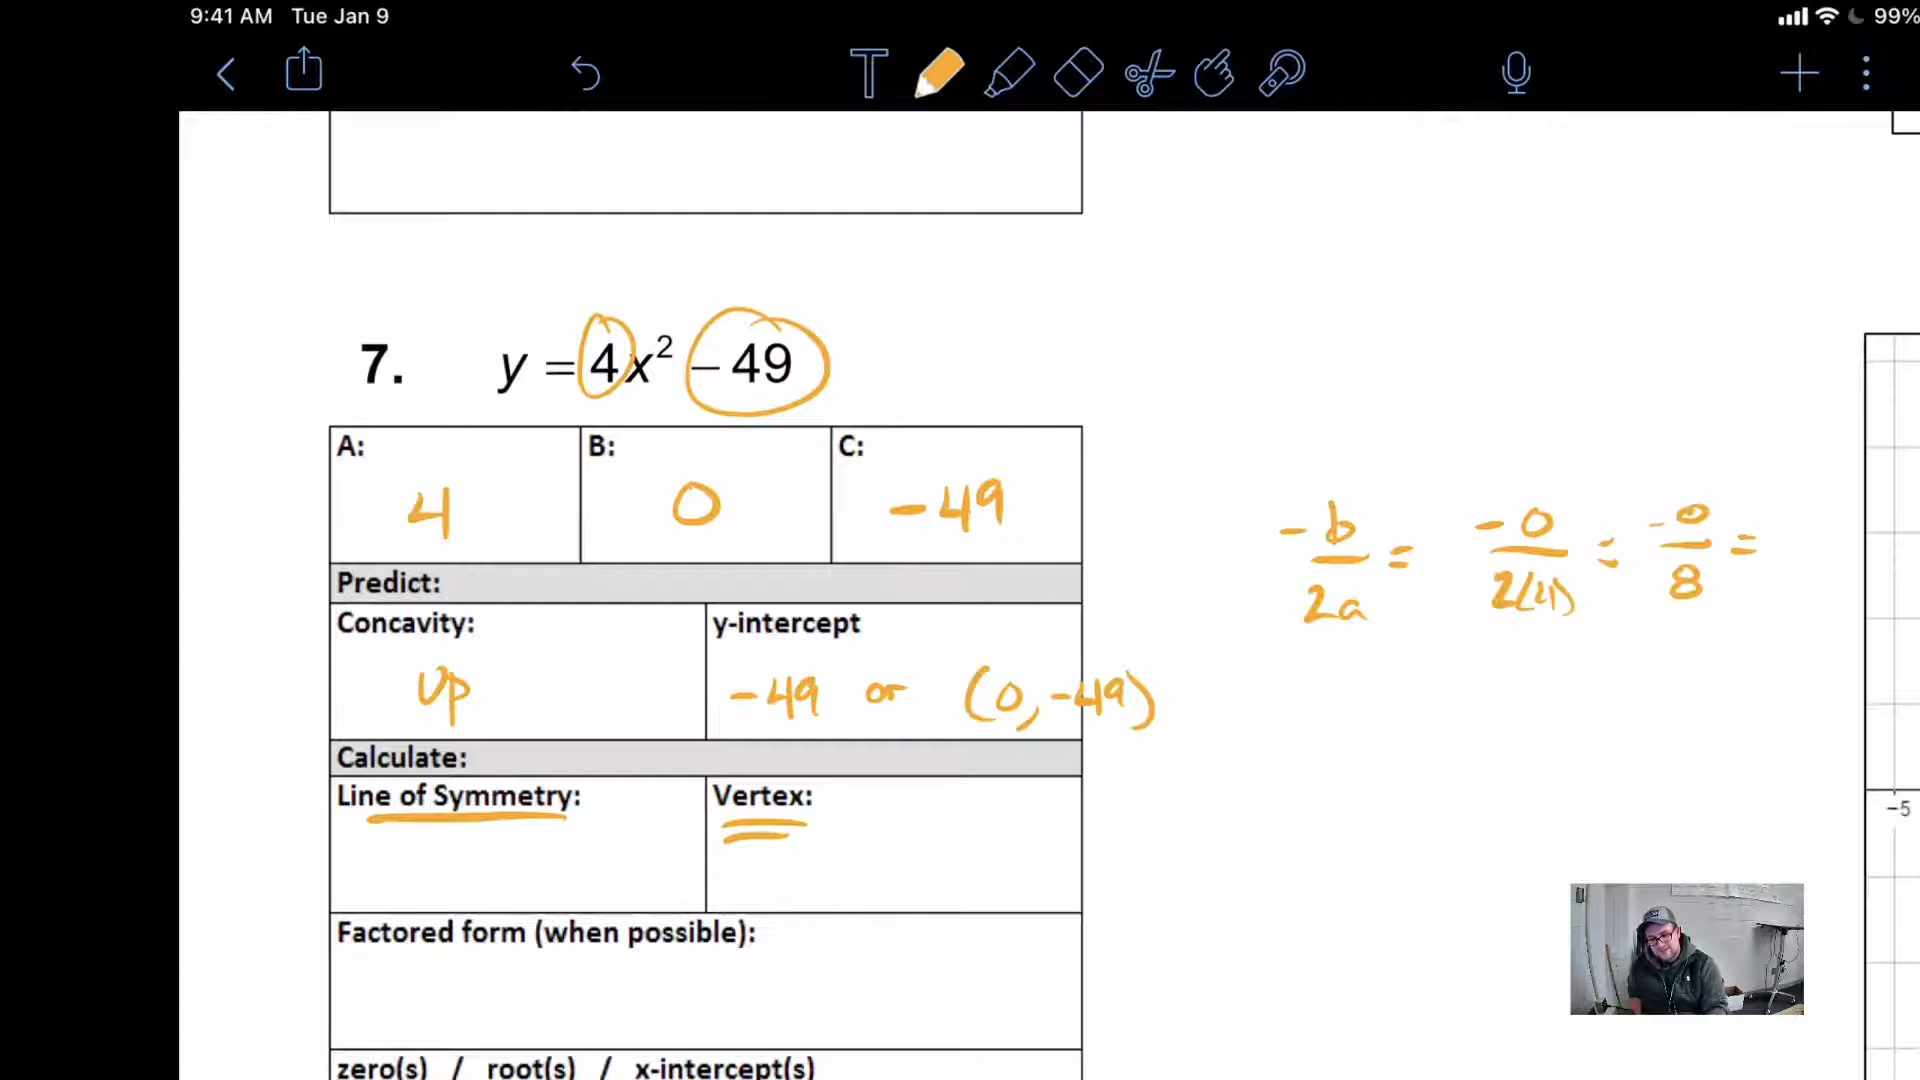 9:41 AM Tue Jan 9
99%
T
7. y = 4x² – 49
A: B: C:
4 0 -49
-b/2a = -0/2(4) = -0/8 =
Predict:
Concavity: y-intercept
up -49 or (0, -49)
Calculate:
Line of Symmetry: Vertex:
-5
Factored form (when possible):
zero(s) / root(s) / x-intercept(s)